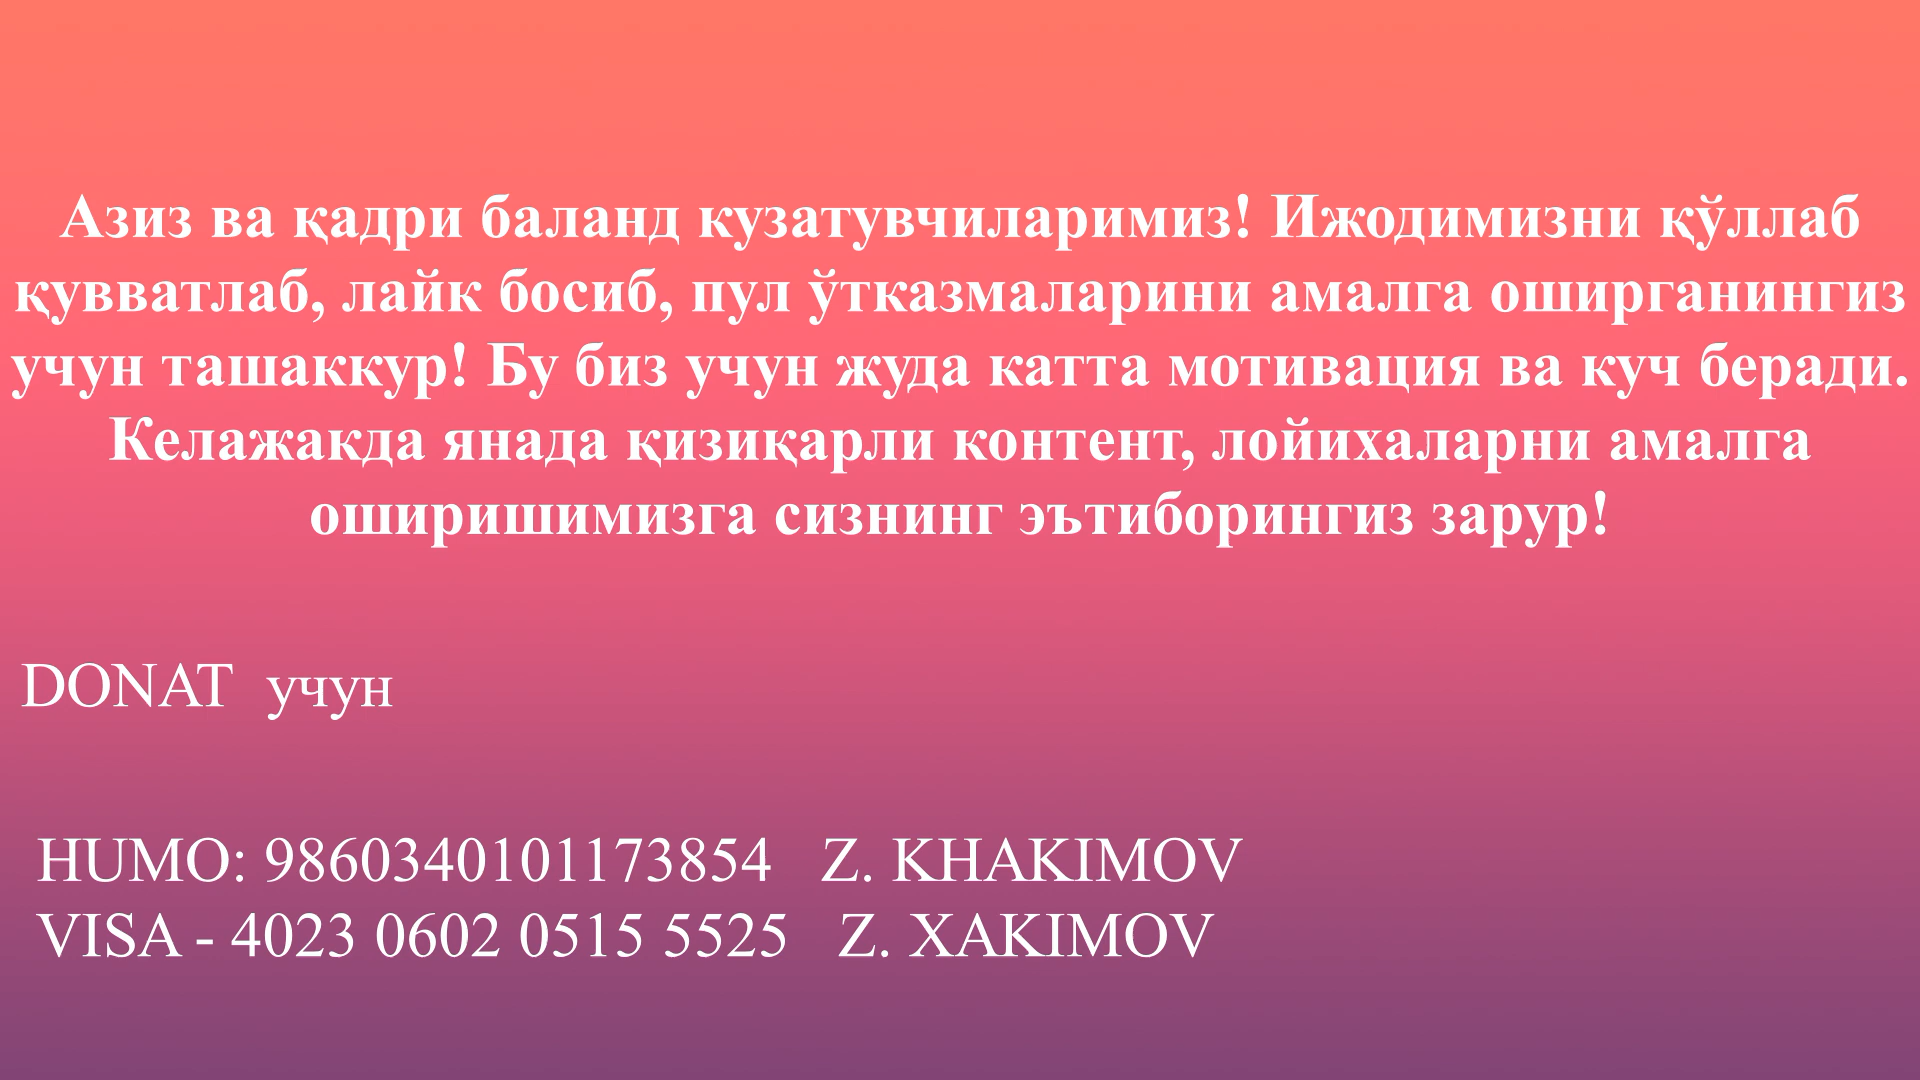 Азиз ва қадри баланд кузатувчиларимиз! Ижодимизни қўллаб
қувватлаб, лайк босиб, пул ўтказмаларини амалга оширганингиз
учун ташаккур! Бу биз учун жуда катта мотивация ва куч беради.
Келажакда янада қизиқарли контент, лойихаларни амалга
оширишимизга сизнинг эътиборингиз зарур!
DONAT учун
HUMO: 9860340101173854 Z. KHAKIMOV
VISA - 4023 0602 0515 5525 Z. XAKIMOV